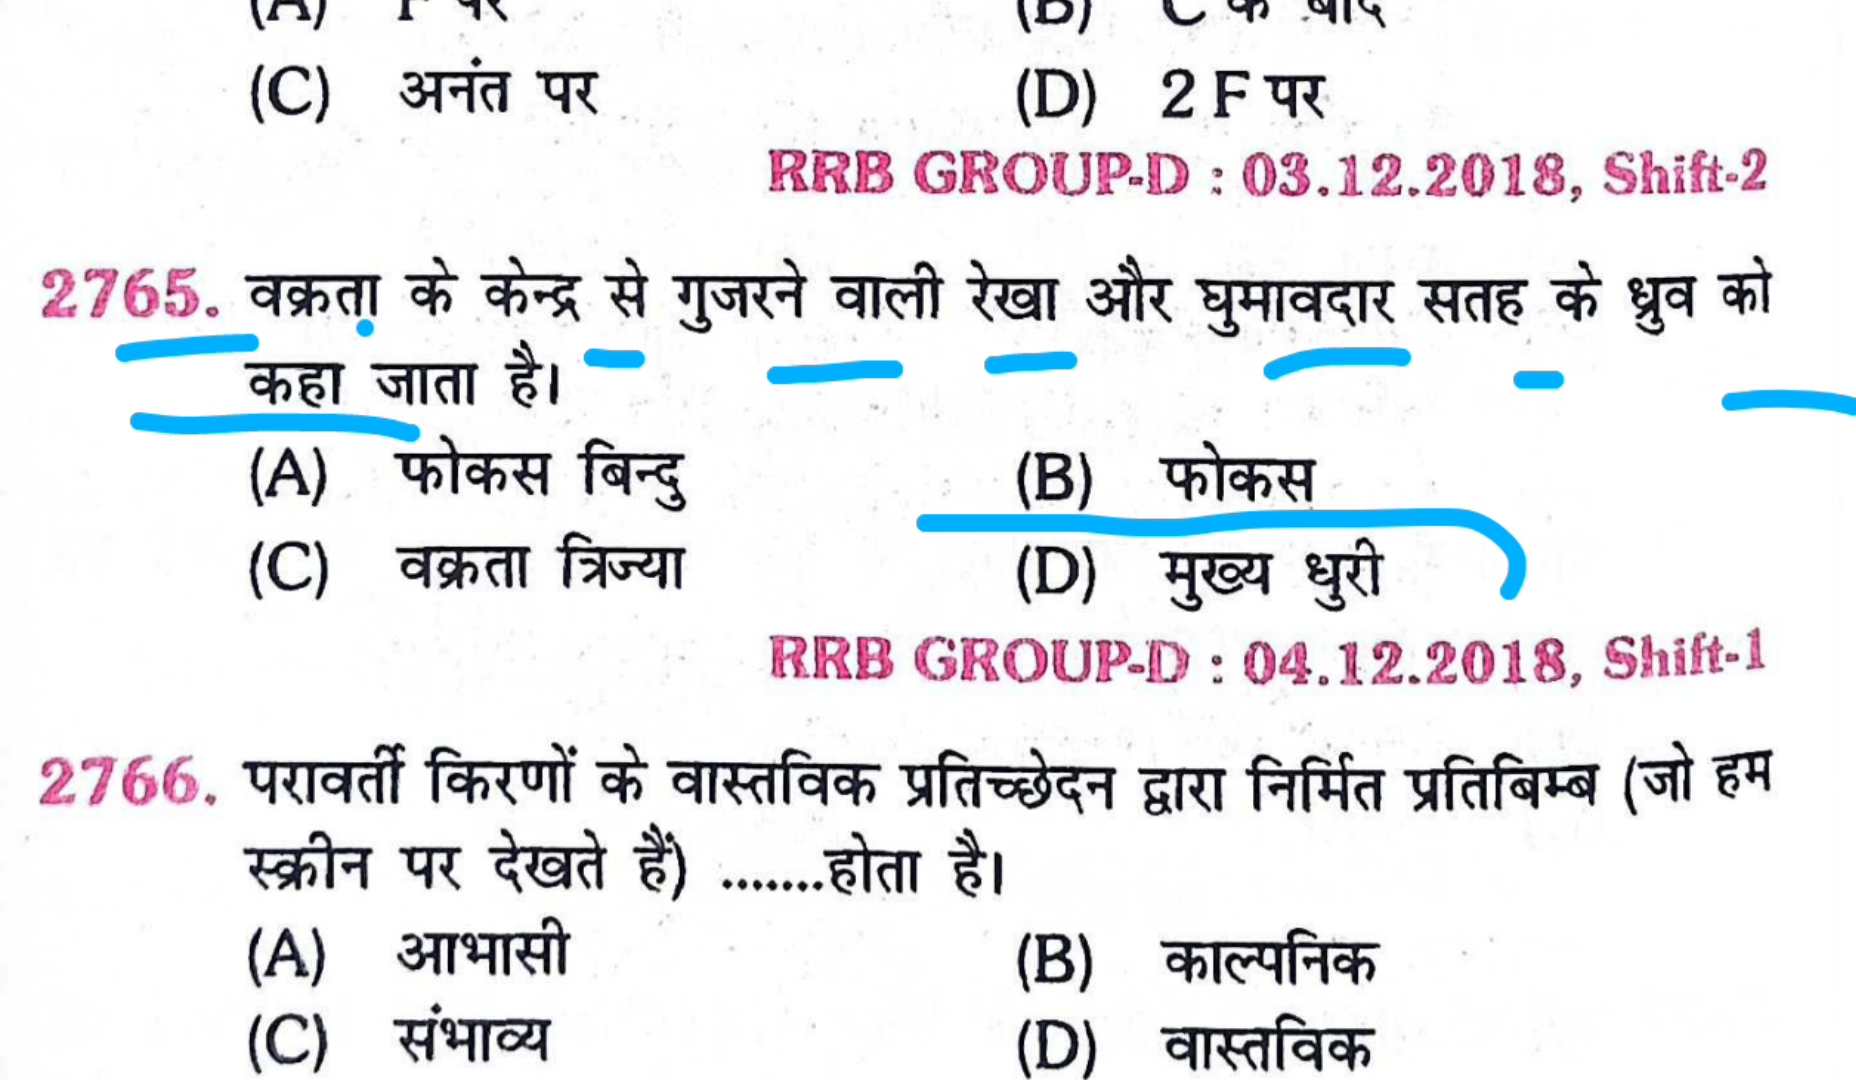 (A) F पर (B) C के बाद
(C) अनंत पर (D) 2 F पर
RRB GROUP-D : 03.12.2018, Shift-2
2765. वक्रता के केन्द्र से गुजरने वाली रेखा और घुमावदार सतह के ध्रुव को
कहा जाता है।
(A) फोकस बिन्दु (B) फोकस
(C) वक्रता त्रिज्या (D) मुख्य धुरी
RRB GROUP-D : 04.12.2018, Shift-1
2766. परावर्ती किरणों के वास्तविक प्रतिच्छेदन द्वारा निर्मित प्रतिबिम्ब (जो हम
स्क्रीन पर देखते हैं) .......होता है।
(A) आभासी (B) काल्पनिक
(C) संभाव्य (D) वास्तविक